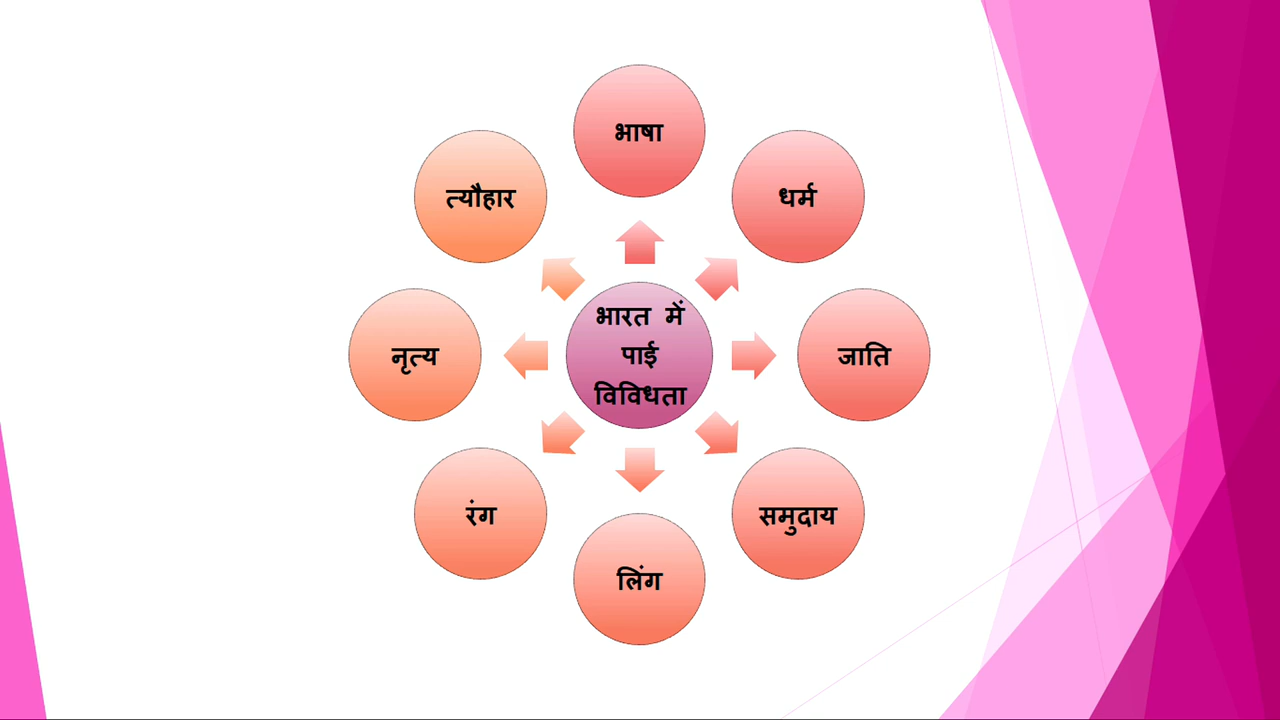 भाषा
धर्म
जाति
समुदाय
लिंग
रंग
नृत्य
त्यौहार
भारत में
पाई
विविधता